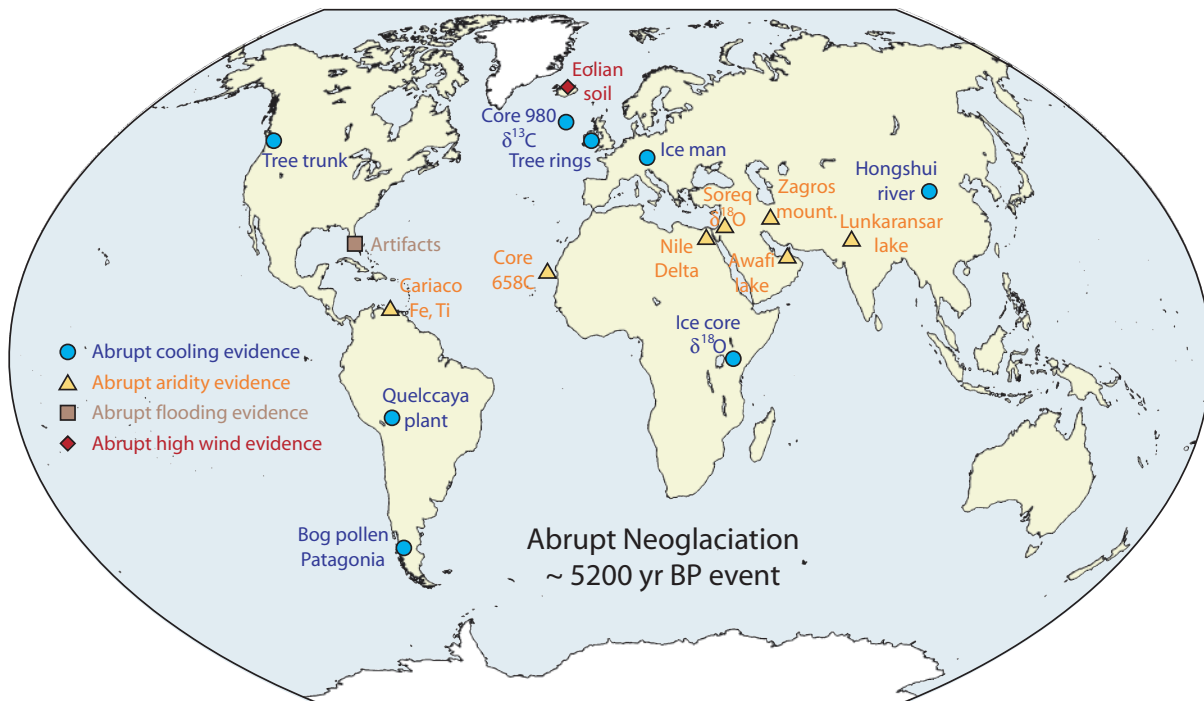 Eolian
soil
Core 980
δ¹³C
Tree rings
Tree trunk
Ice man
Hongshui
river
Soreq
δ¹⁸O
Zagros
mount.
Lunkaransar
lake
Artifacts
Core
658C
Nile
Delta
Awafi
lake
Cariaco
Fe, Ti
Ice core
δ¹⁸O
Abrupt cooling evidence
Abrupt aridity evidence
Abrupt flooding evidence
Abrupt high wind evidence
Quelccaya
plant
Bog pollen
Patagonia
Abrupt Neoglaciation
~ 5200 yr BP event